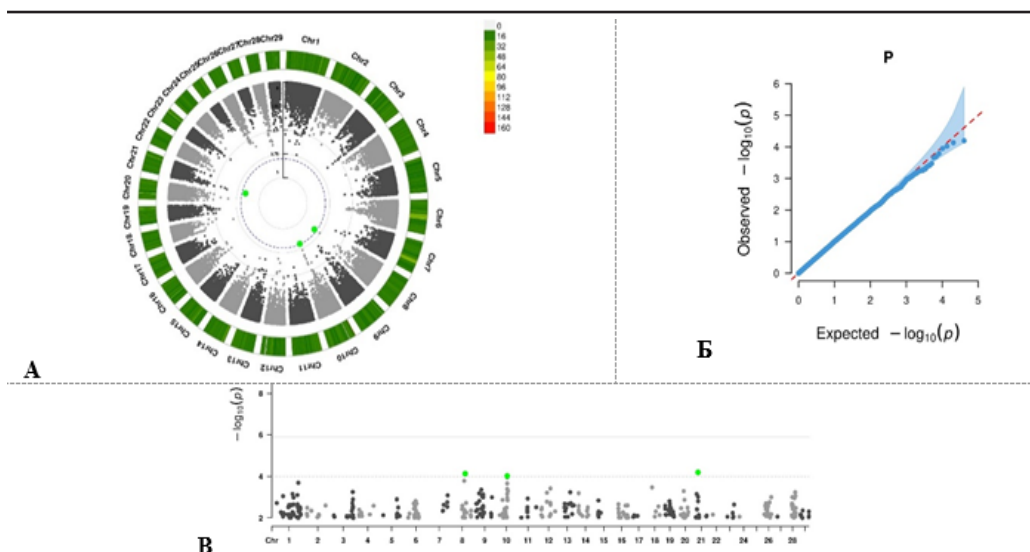 Chr1
Chr2
Chr3
Chr4
Chr5
Chr6
Chr7
Chr8
Chr9
Chr10
Chr11
Chr12
Chr13
Chr14
Chr15
Chr16
Chr17
Chr18
Chr19
Chr20
Chr21
Chr22
Chr23
Chr24
Chr25
Chr26
Chr27
Chr28
Chr29
0
16
32
48
64
80
96
112
128
144
160
А
P
Observed −log₁₀(p)
6
5
4
3
2
1
0
0 1 2 3 4 5
Expected −log₁₀(p)
Б
−log₁₀(p)
8
6
4
2
Chr 1 2 3 4 5 6 7 8 9 10 11 12 13 14 15 16 17 18 19 20 21 22 23 24 26 28
В